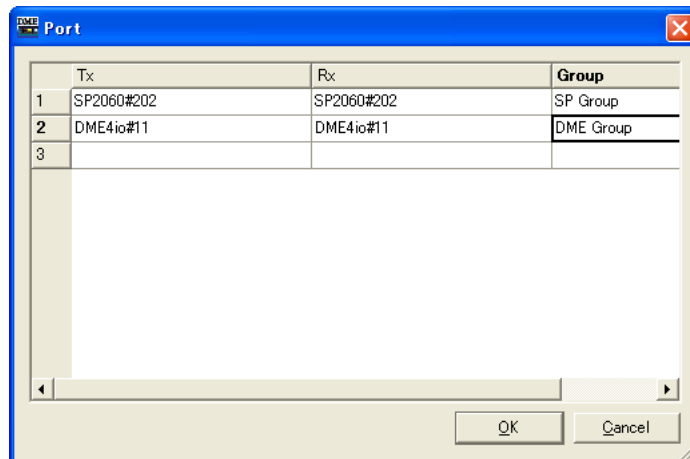 DME Port
Tx Rx Group
1 SP2060#202 SP2060#202 SP Group
2 DME4io#11 DME4io#11 DME Group
3
OK Cancel